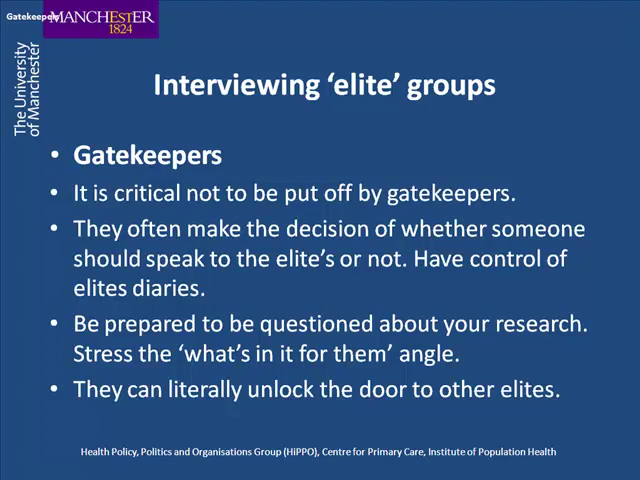 Gatekeepers
MANCHESTER
1824
The University
of Manchester
Interviewing ‘elite’ groups
• Gatekeepers
• It is critical not to be put off by gatekeepers.
• They often make the decision of whether someone
should speak to the elite’s or not. Have control of
elites diaries.
• Be prepared to be questioned about your research.
Stress the ‘what’s in it for them’ angle.
• They can literally unlock the door to other elites.
Health Policy, Politics and Organisations Group (HiPPO), Centre for Primary Care, Institute of Population Health